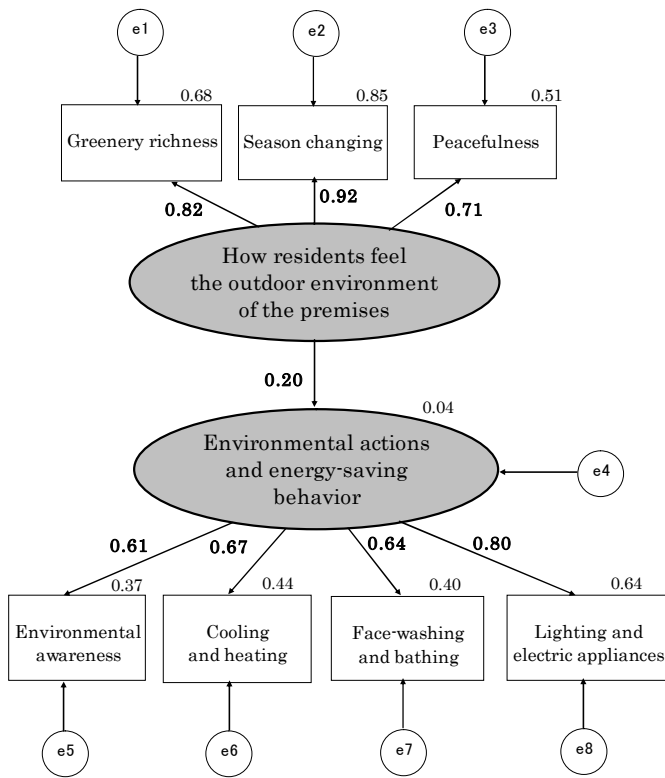 e1
e2
e3
0.68
0.85
0.51
Greenery richness
Season changing
Peacefulness
0.82
0.92
0.71
How residents feel
the outdoor environment
of the premises
0.20
0.04
Environmental actions
and energy-saving
behavior
e4
0.61
0.67
0.64
0.80
0.37
0.44
0.40
0.64
Environmental
awareness
Cooling
and heating
Face-washing
and bathing
Lighting and
electric appliances
e5
e6
e7
e8